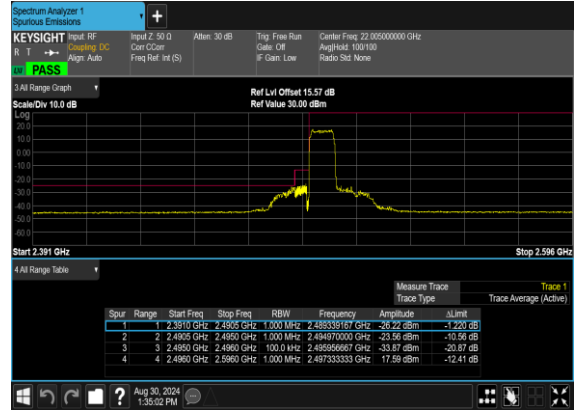 Spectrum Analyzer 1
Spurious Emissions
KEYSIGHT Input: RF Input Z: 50 Ω Atten: 30 dB Trig: Free Run Center Freq: 22.005000000 GHz
R T Coupling: DC Corr CCorr Gate: Off Avg|Hold: 100/100
Align: Auto Freq Ref: Int (S) IF Gain: Low Radio Std: None
PASS
3 All Range Graph
Ref Lvl Offset 15.57 dB
Scale/Div 10.0 dB Ref Value 30.00 dBm
Log
20.0
10.0
0.00
-10.0
-20.0
-30.0
-40.0
-50.0
-60.0
Start 2.391 GHz Stop 2.596 GHz
4 All Range Table
Measure Trace Trace 1
Trace Type Trace Average (Active)
Spur Range Start Freq Stop Freq RBW Frequency Amplitude ΔLimit
1 1 2.3910 GHz 2.4905 GHz 1.000 MHz 2.489339167 GHz -26.22 dBm -1.220 dB
2 2 2.4905 GHz 2.4950 GHz 1.000 MHz 2.494970000 GHz -23.56 dBm -10.56 dB
3 3 2.4950 GHz 2.4960 GHz 100.0 kHz 2.495956667 GHz -33.87 dBm -20.87 dB
4 4 2.4960 GHz 2.5960 GHz 1.000 MHz 2.497333333 GHz 17.59 dBm -12.41 dB
Aug 30, 2024
1:35:02 PM